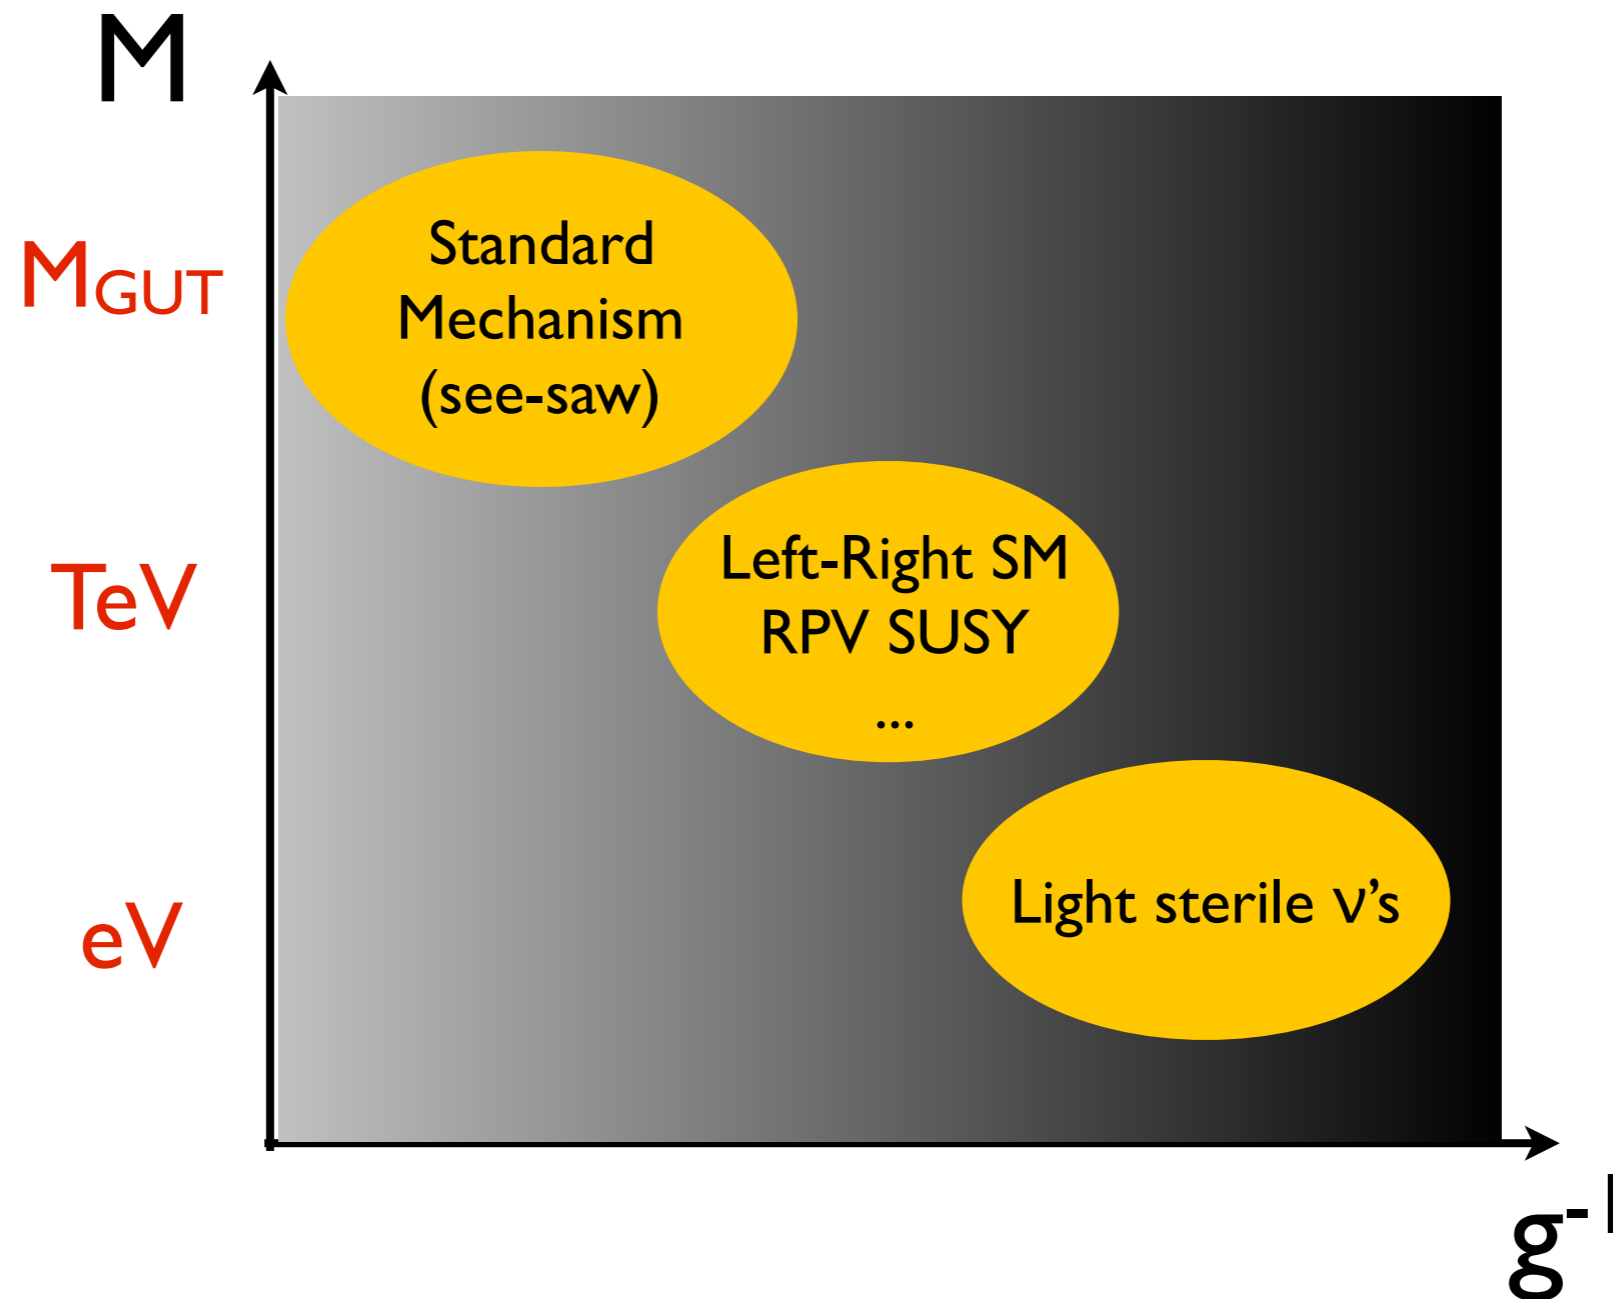 M
MGUT
Standard
Mechanism
(see-saw)
TeV
Left-Right SM
RPV SUSY
...
eV
Light sterile ν’s
g-1